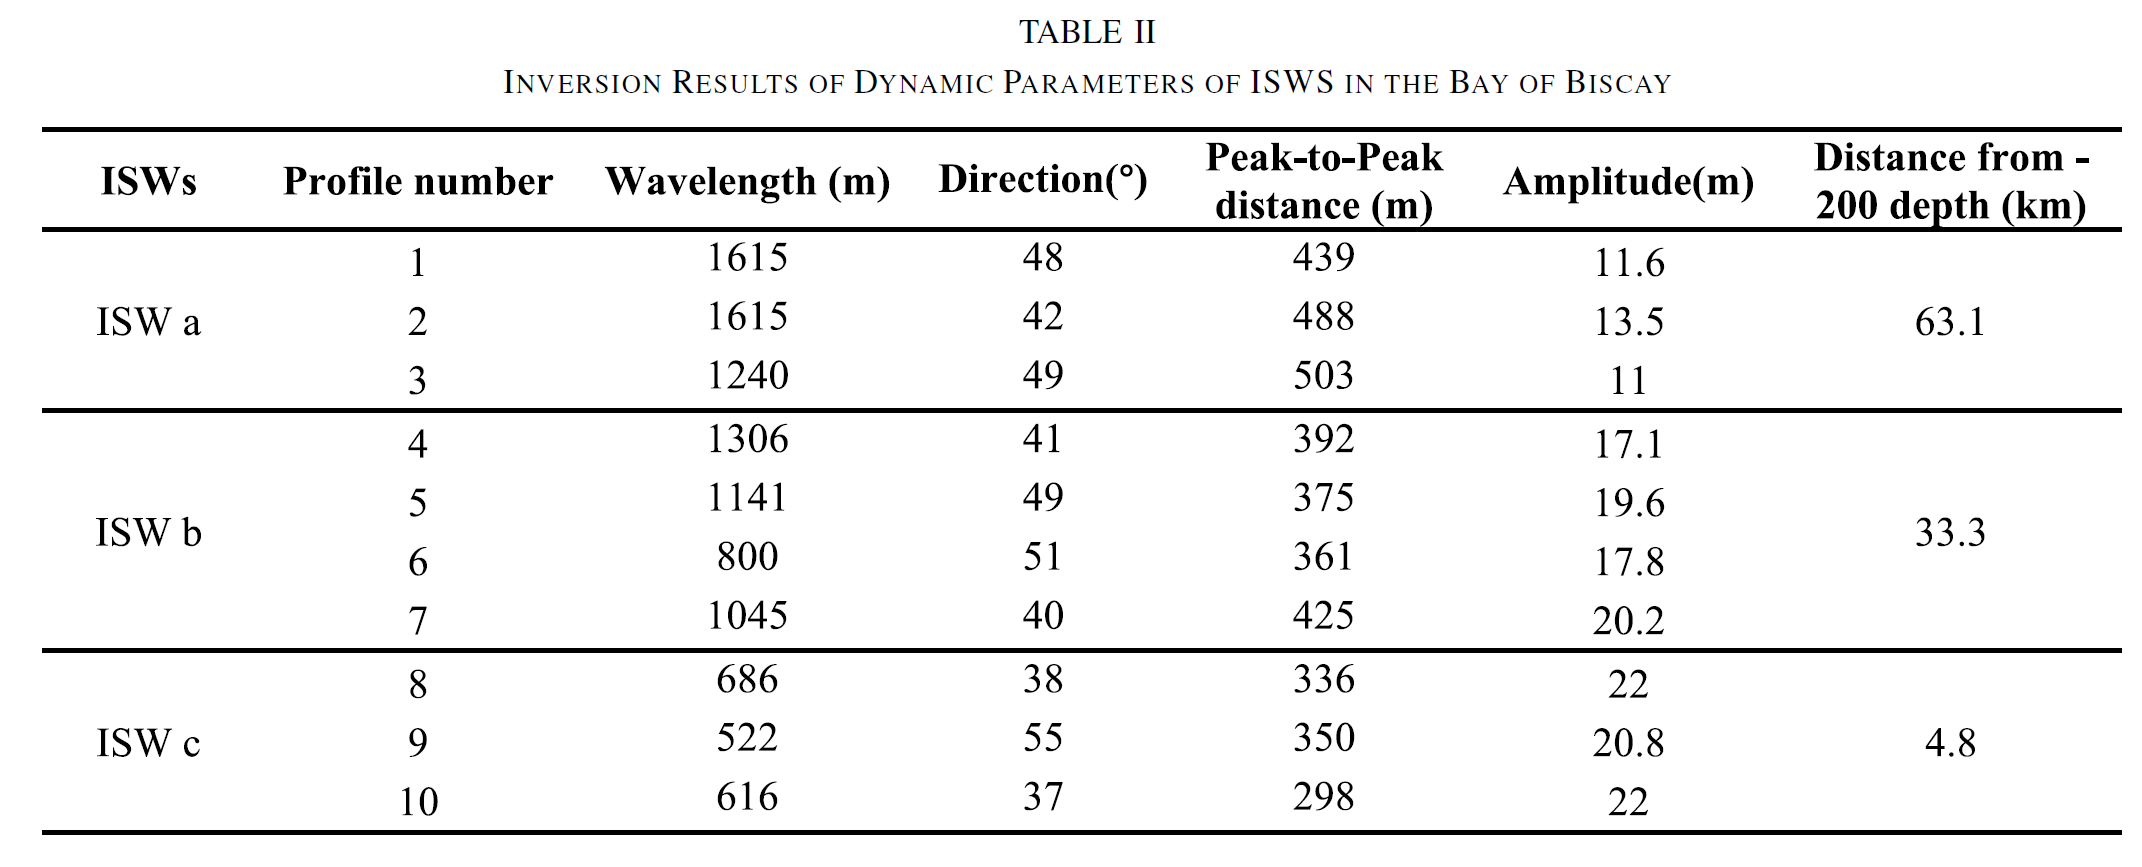 TABLE II
INVERSION RESULTS OF DYNAMIC PARAMETERS OF ISWS IN THE BAY OF BISCAY
ISWs Profile number Wavelength (m) Direction(°) Peak-to-Peak distance (m) Amplitude(m) Distance from -200 depth (km)
ISW a 1 1615 48 439 11.6 63.1
2 1615 42 488 13.5
3 1240 49 503 11
ISW b 4 1306 41 392 17.1 33.3
5 1141 49 375 19.6
6 800 51 361 17.8
7 1045 40 425 20.2
ISW c 8 686 38 336 22 4.8
9 522 55 350 20.8
10 616 37 298 22